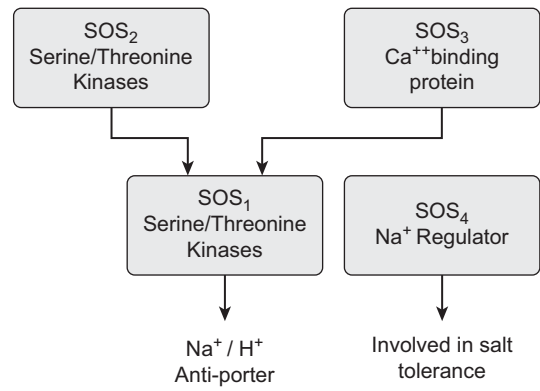 SOS₂
Serine/Threonine
Kinases
SOS₃
Ca⁺⁺binding
protein
SOS₁
Serine/Threonine
Kinases
SOS₄
Na⁺ Regulator
Na⁺ / H⁺
Anti-porter
Involved in salt
tolerance